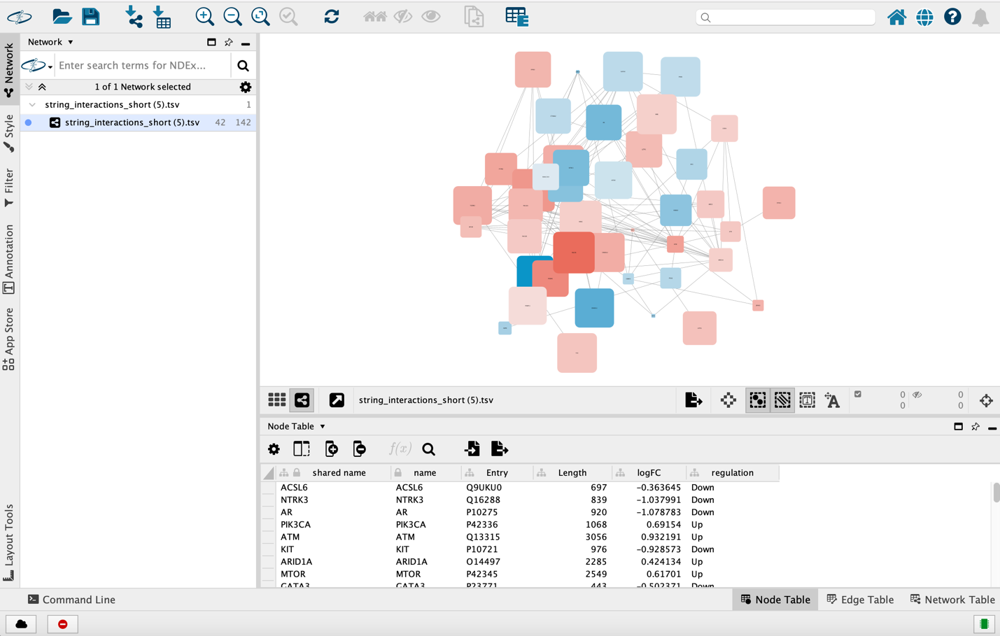 Network ▼
Enter search terms for NDEx...
1 of 1 Network selected
string_interactions_short (5).tsv 1
string_interactions_short (5).tsv 42 142
Network
Style
Filter
Annotation
App Store
Layout Tools
string_interactions_short (5).tsv
0 0
0 0
Node Table ▼
f(x)
shared name name Entry Length logFC regulation
ACSL6 ACSL6 Q9UKU0 697 -0.363645 Down
NTRK3 NTRK3 Q16288 839 -1.037991 Down
AR AR P10275 920 -1.078783 Down
PIK3CA PIK3CA P42336 1068 0.69154 Up
ATM ATM Q13315 3056 0.932191 Up
KIT KIT P10721 976 -0.928573 Down
ARID1A ARID1A O14497 2285 0.424134 Up
MTOR MTOR P42345 2549 0.61701 Up
GATA3 GATA3 P23771 443 -0.502371 Down
Command Line
Node Table Edge Table Network Table